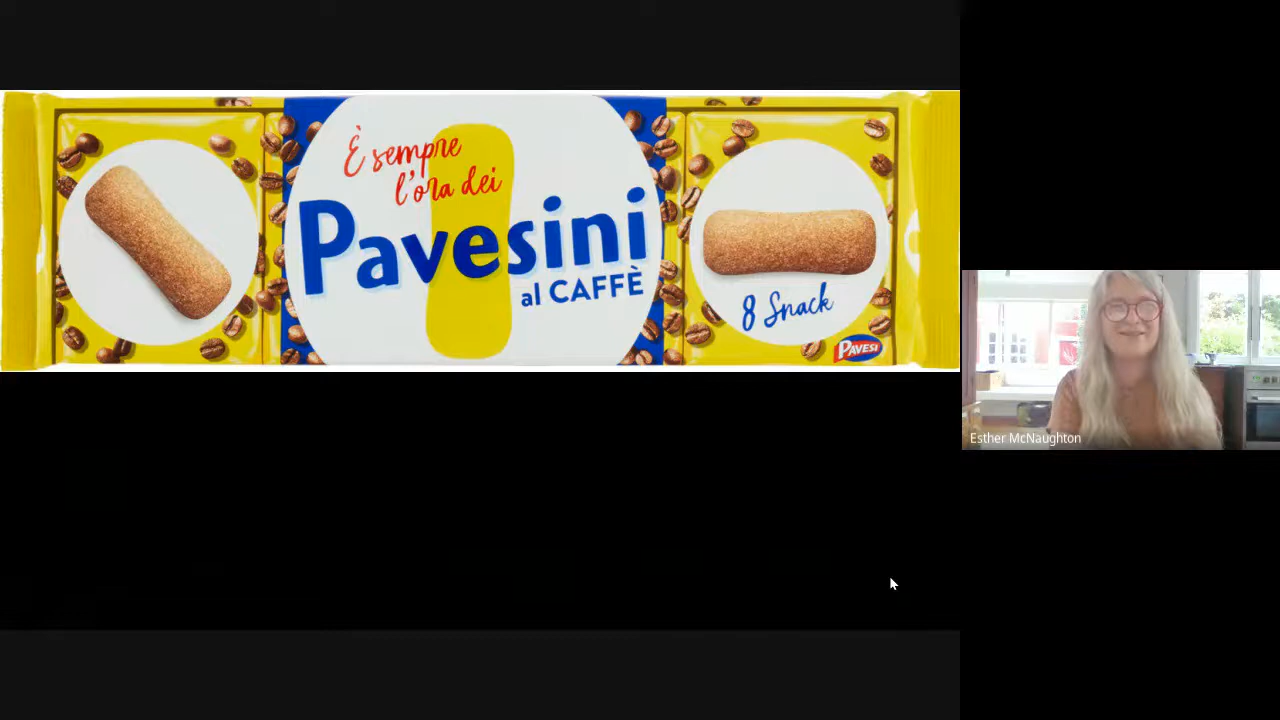 È sempre
l'ora dei
Pavesini
al CAFFÈ
8 Snack
PAVESI
Esther McNaughton